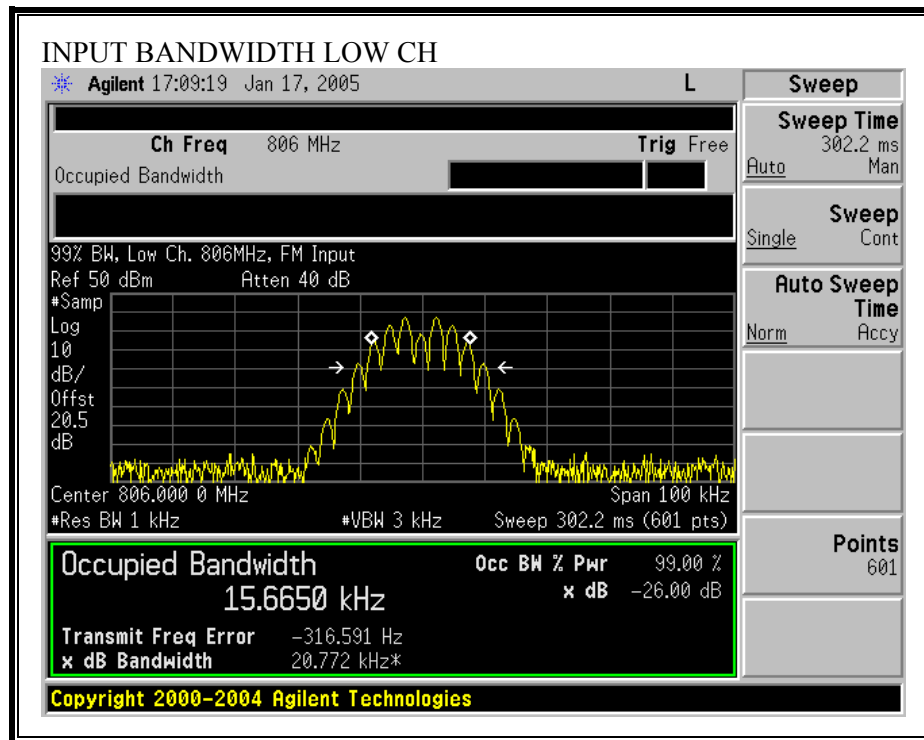 INPUT BANDWIDTH LOW CH
Agilent 17:09:19 Jan 17, 2005 L
Ch Freq 806 MHz Trig Free
Occupied Bandwidth
99% BW, Low Ch. 806MHz, FM Input
Ref 50 dBm Atten 40 dB
#Samp
Log
10
dB/
Offst
20.5
dB
Center 806.000 0 MHz Span 100 kHz
#Res BW 1 kHz #VBW 3 kHz Sweep 302.2 ms (601 pts)
Occupied Bandwidth Occ BW % Pwr 99.00 %
15.6650 kHz x dB -26.00 dB
Transmit Freq Error -316.591 Hz
x dB Bandwidth 20.772 kHz*
Copyright 2000-2004 Agilent Technologies
Sweep
Sweep Time
302.2 ms
Auto Man
Sweep
Single Cont
Auto Sweep
Time
Norm Accy
Points
601